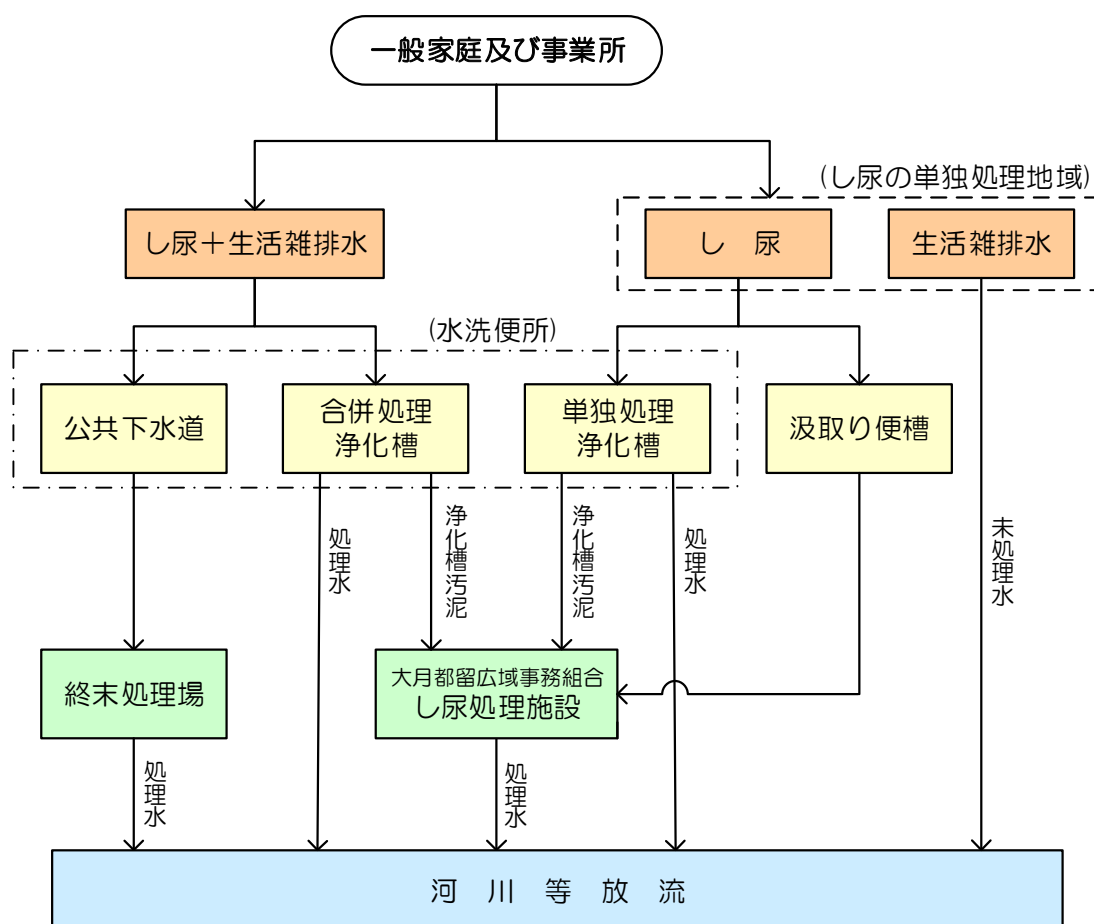 一般家庭及び事業所
(し尿の単独処理地域)
し尿＋生活雑排水
し 尿
生活雑排水
(水洗便所)
公共下水道
合併処理
浄化槽
単独処理
浄化槽
汲取り便槽
処理水
浄化槽汚泥
浄化槽汚泥
処理水
未処理水
終末処理場
大月都留広域事務組合
し尿処理施設
処理水
処理水
河 川 等 放 流